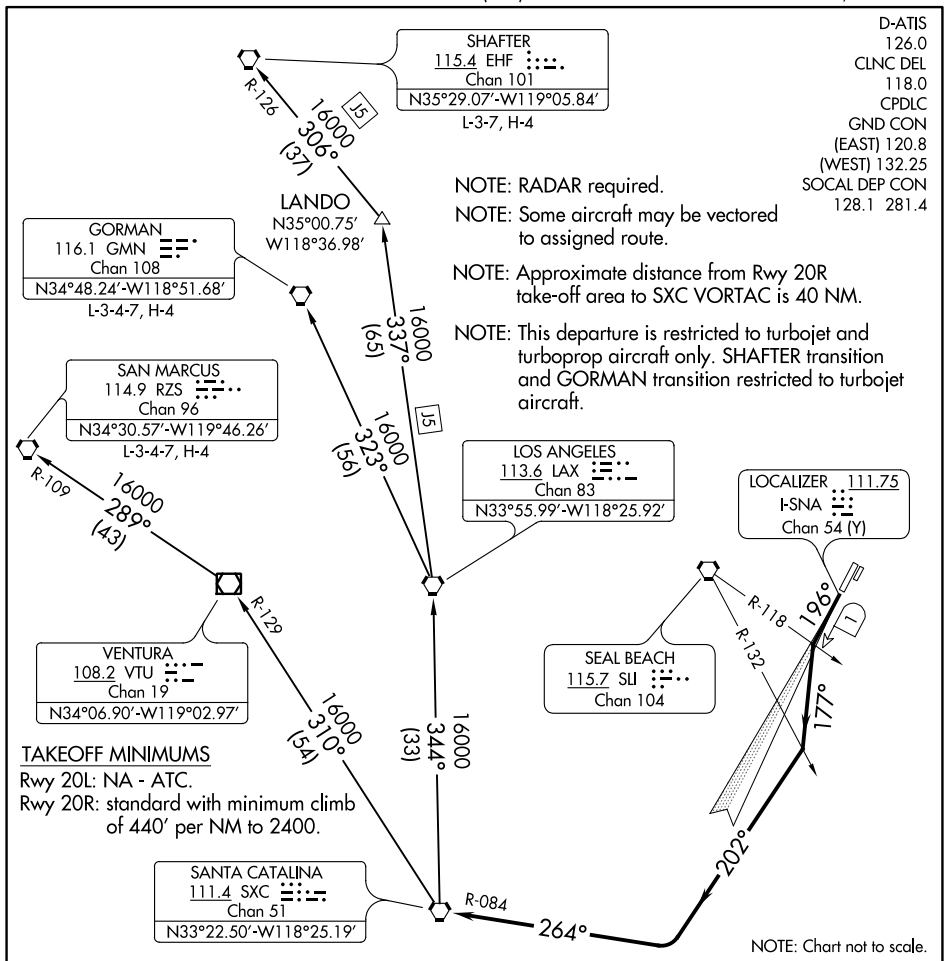 D-ATIS
126.0
CLNC DEL
118.0
CPDLC
GND CON
(EAST) 120.8
(WEST) 132.25
SOCAL DEP CON
128.1 281.4
SHAFTER
115.4 EHF
Chan 101
N35°29.07'-W119°05.84'
L-3-7, H-4
R-126
16000
306°
(37)
J5
LANDO
N35°00.75'
W118°36.98'
NOTE: RADAR required.
NOTE: Some aircraft may be vectored
to assigned route.
NOTE: Approximate distance from Rwy 20R
take-off area to SXC VORTAC is 40 NM.
NOTE: This departure is restricted to turbojet and
turboprop aircraft only. SHAFTER transition
and GORMAN transition restricted to turbojet
aircraft.
GORMAN
116.1 GMN
Chan 108
N34°48.24'-W118°51.68'
L-3-4-7, H-4
16000
337°
(65)
J5
16000
323°
(56)
SAN MARCUS
114.9 RZS
Chan 96
N34°30.57'-W119°46.26'
L-3-4-7, H-4
R-109
16000
289°
(43)
LOS ANGELES
113.6 LAX
Chan 83
N33°55.99'-W118°25.92'
LOCALIZER 111.75
I-SNA
Chan 54 (Y)
196°
1
R-118
R-132
177°
SEAL BEACH
115.7 SLI
Chan 104
R-129
VENTURA
108.2 VTU
Chan 19
N34°06.90'-W119°02.97'
16000
310°
(54)
16000
344°
(33)
TAKEOFF MINIMUMS
Rwy 20L: NA - ATC.
Rwy 20R: standard with minimum climb
of 440' per NM to 2400.
202°
SANTA CATALINA
111.4 SXC
Chan 51
N33°22.50'-W118°25.19'
R-084
264°
NOTE: Chart not to scale.